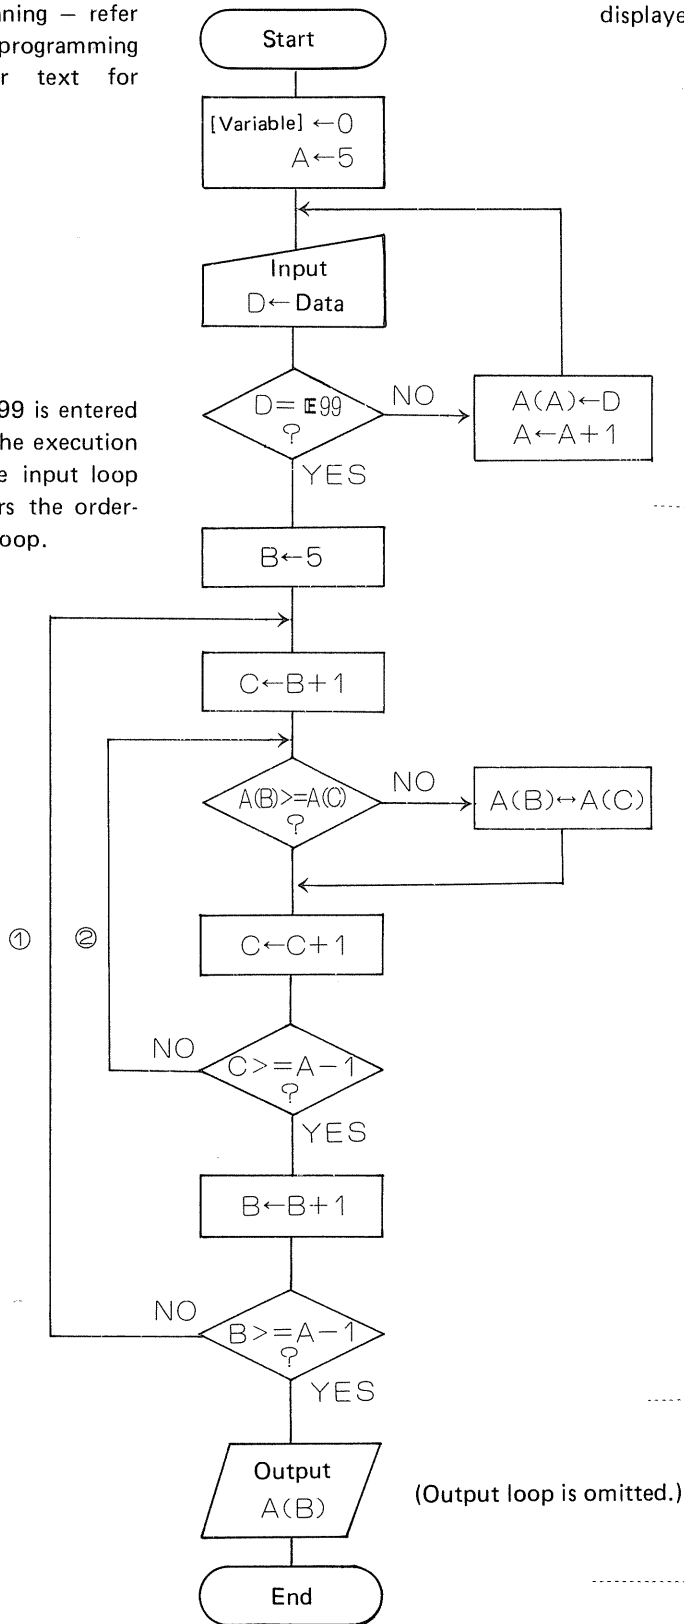 ning – refer
programming
r text for
displaye
Start
[Variable] ←0
A←5
Input
D←Data
D=E99
?
NO
A(A)←D
A←A+1
YES
99 is entered
he execution
e input loop
rs the order-
oop.
B←5
C←B+1
A(B)>=A(C)
?
NO
A(B)↔A(C)
① ②
C←C+1
NO
C>=A-1
?
YES
B←B+1
NO
B>=A-1
?
YES
Output
A(B)
(Output loop is omitted.)
End